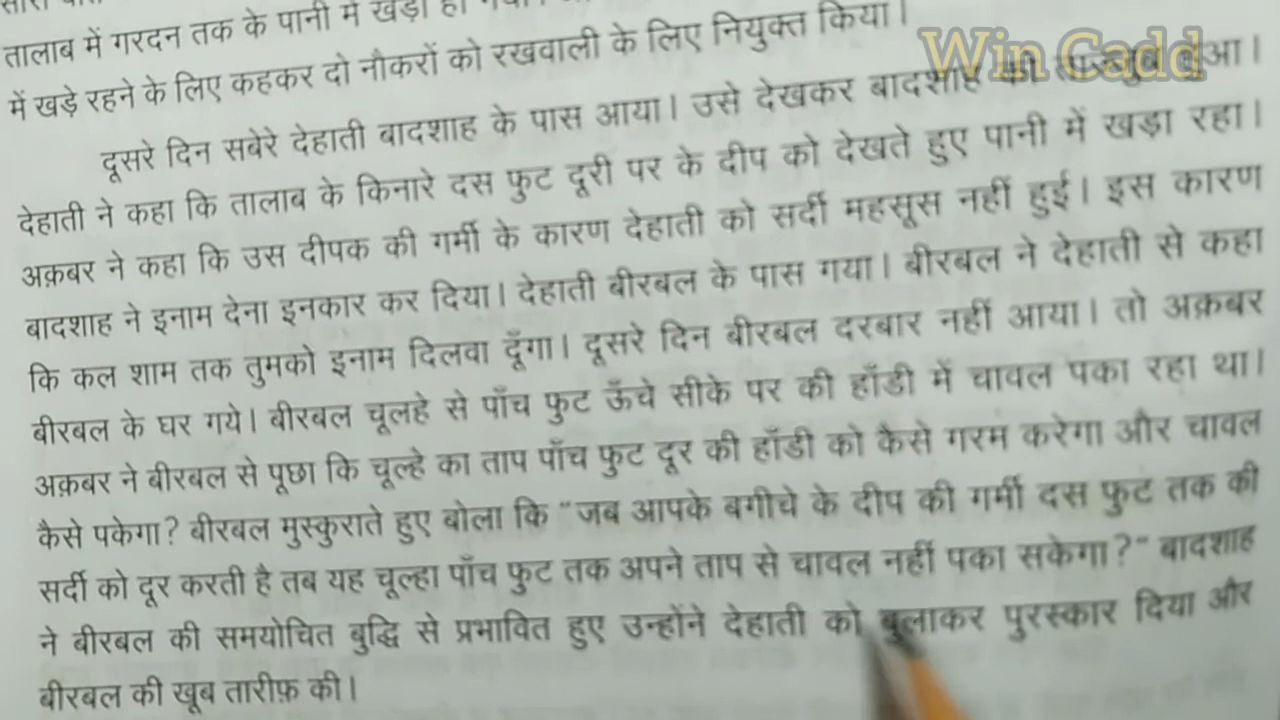 तालाब में गरदन तक के पानी में खड़ा हो
में खड़े रहने के लिए कहकर दो नौकरों को रखवाली के लिए नियुक्त किया।
Win Cadd
दूसरे दिन सबेरे देहाती बादशाह के पास आया। उसे देखकर बादशाह को हुआ।
देहाती ने कहा कि तालाब के किनारे दस फुट दूरी पर के दीप को देखते हुए पानी में खड़ा रहा।
अक़बर ने कहा कि उस दीपक की गर्मी के कारण देहाती को सर्दी महसूस नहीं हुई। इस कारण
बादशाह ने इनाम देना इनकार कर दिया। देहाती बीरबल के पास गया। बीरबल ने देहाती से कहा
कि कल शाम तक तुमको इनाम दिलवा दूँगा। दूसरे दिन बीरबल दरबार नहीं आया। तो अक़बर
बीरबल के घर गये। बीरबल चूलहे से पाँच फुट ऊँचे सीके पर की हाँडी में चावल पका रहा था।
अक़बर ने बीरबल से पूछा कि चूल्हे का ताप पाँच फुट दूर की हाँडी को कैसे गरम करेगा और चावल
कैसे पकेगा? बीरबल मुस्कुराते हुए बोला कि "जब आपके बगीचे के दीप की गर्मी दस फुट तक की
सर्दी को दूर करती है तब यह चूल्हा पाँच फुट तक अपने ताप से चावल नहीं पका सकेगा?" बादशाह
ने बीरबल की समयोचित बुद्धि से प्रभावित हुए उन्होंने देहाती को बुलाकर पुरस्कार दिया और
बीरबल की खूब तारीफ़ की।